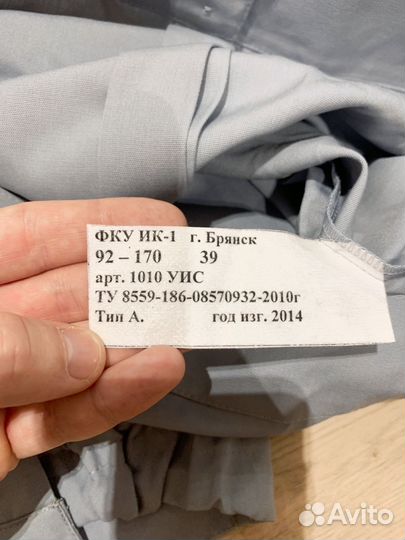 ФКУ ИК-1 г. Брянск
92 – 170 39
арт. 1010 УИС
ТУ 8559-186-08570932-2010г
Тип А. год изг. 2014
Avito